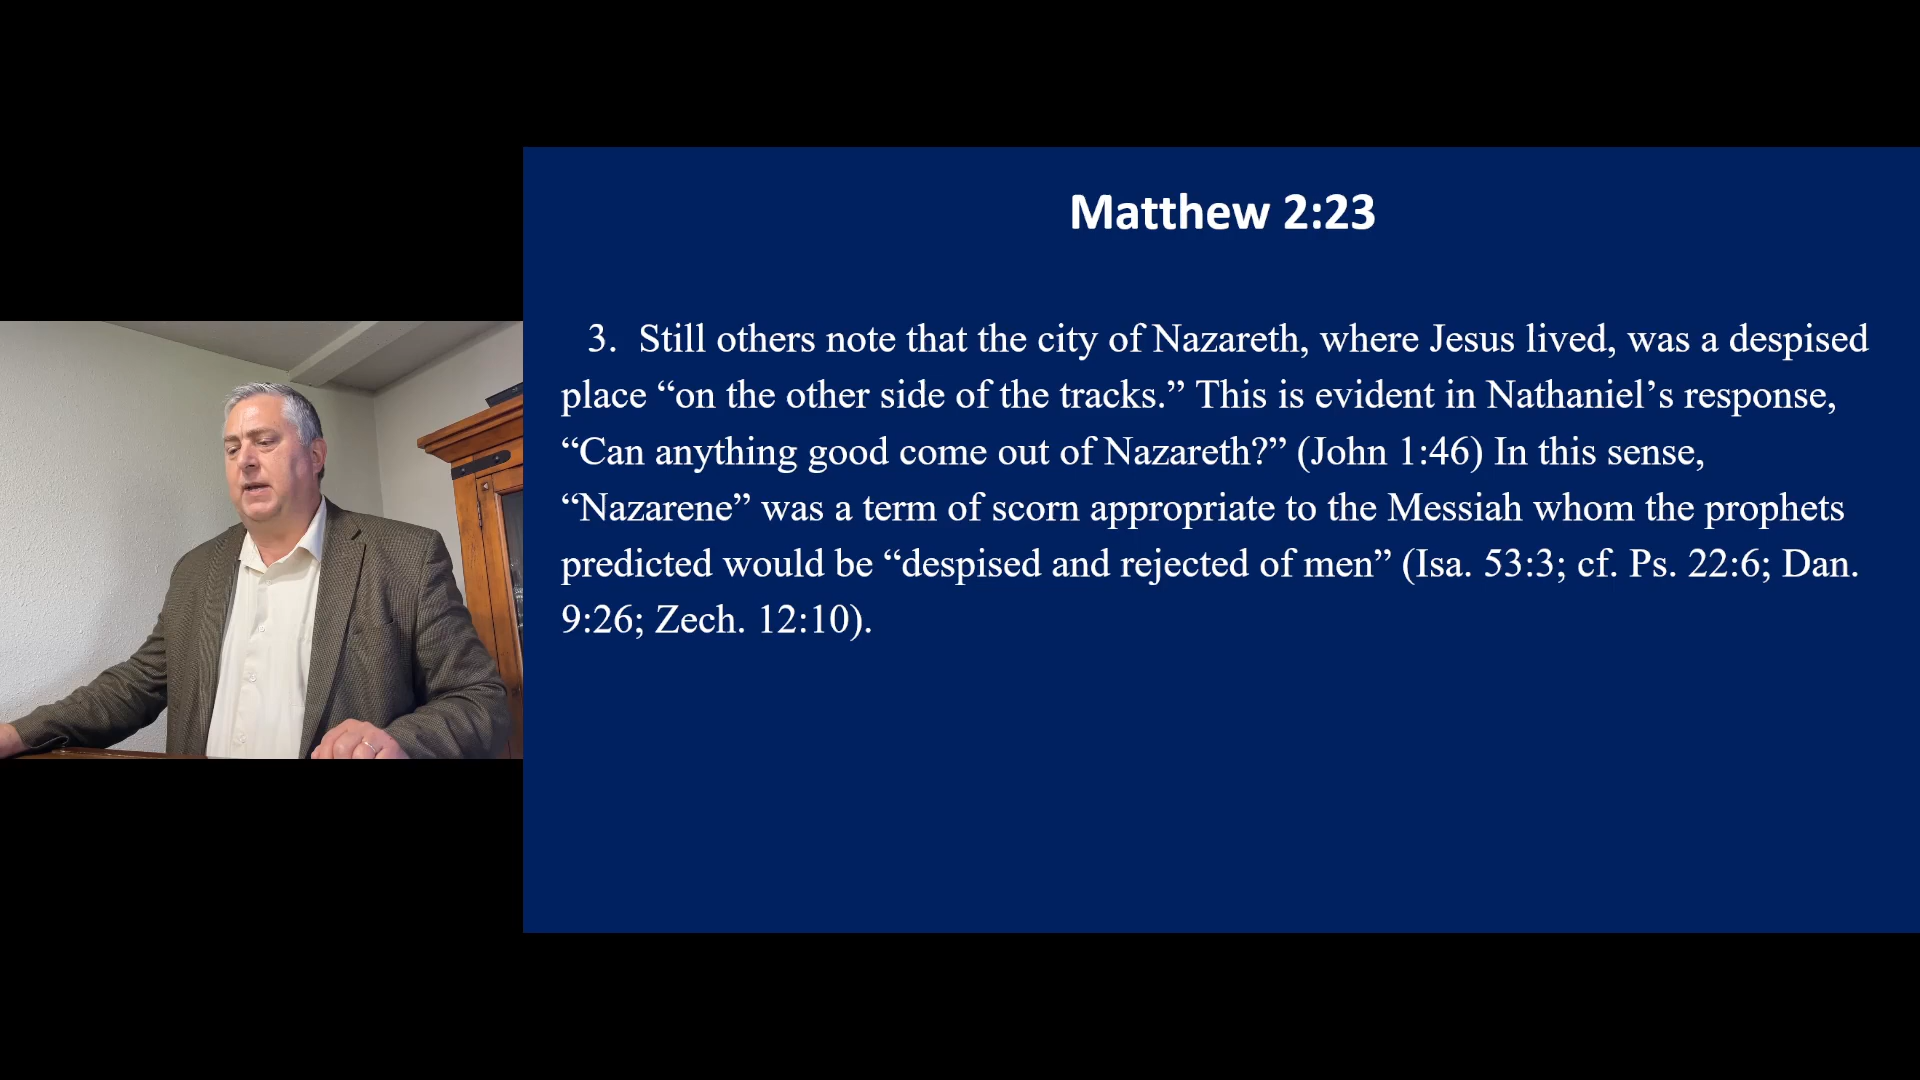 Matthew 2:23
3. Still others note that the city of Nazareth, where Jesus lived, was a despised
place “on the other side of the tracks.” This is evident in Nathaniel’s response,
“Can anything good come out of Nazareth?” (John 1:46) In this sense,
“Nazarene” was a term of scorn appropriate to the Messiah whom the prophets
predicted would be “despised and rejected of men” (Isa. 53:3; cf. Ps. 22:6; Dan.
9:26; Zech. 12:10).